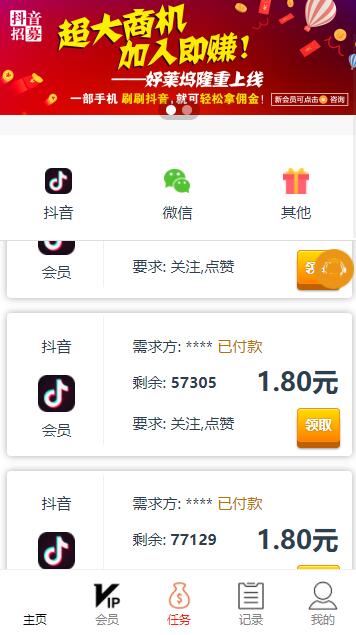 抖音
招募
超大商机
加入即赚!
——好莱坞隆重上线
一部手机 刷刷抖音,就可轻松拿佣金!
新会员可点击 咨询
抖音
微信
其他
会员
要求: 关注,点赞
领
抖音
会员
需求方: **** 已付款
剩余: 57305
1.80元
要求: 关注,点赞
领取
抖音
需求方: **** 已付款
剩余: 77129
1.80元
主页
VIP
会员
任务
记录
我的